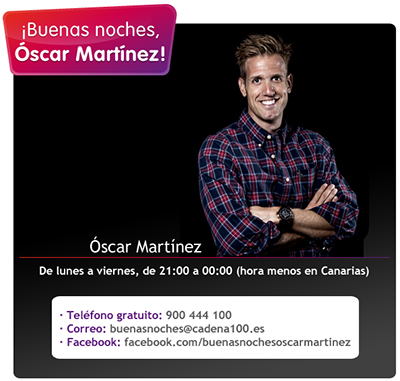 ¡Buenas noches,
Óscar Martínez!
Óscar Martínez
De lunes a viernes, de 21:00 a 00:00 (hora menos en Canarias)
· Teléfono gratuito: 900 444 100
· Correo: buenasnoches@cadena100.es
· Facebook: facebook.com/buenasnochesoscarmartinez